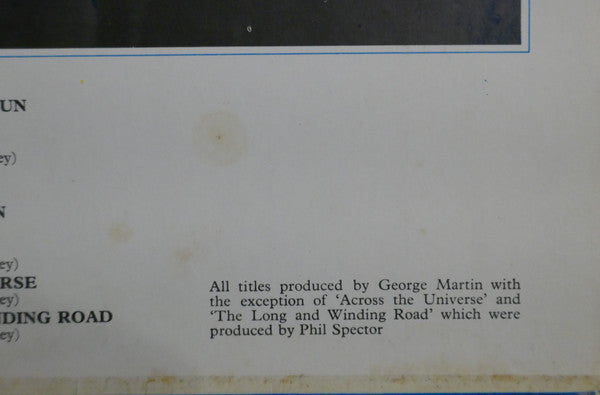 UN
ey)
N
ey)
RSE
ey)
NDING ROAD
ey)
All titles produced by George Martin with
the exception of ‘Across the Universe’ and
‘The Long and Winding Road’ which were
produced by Phil Spector